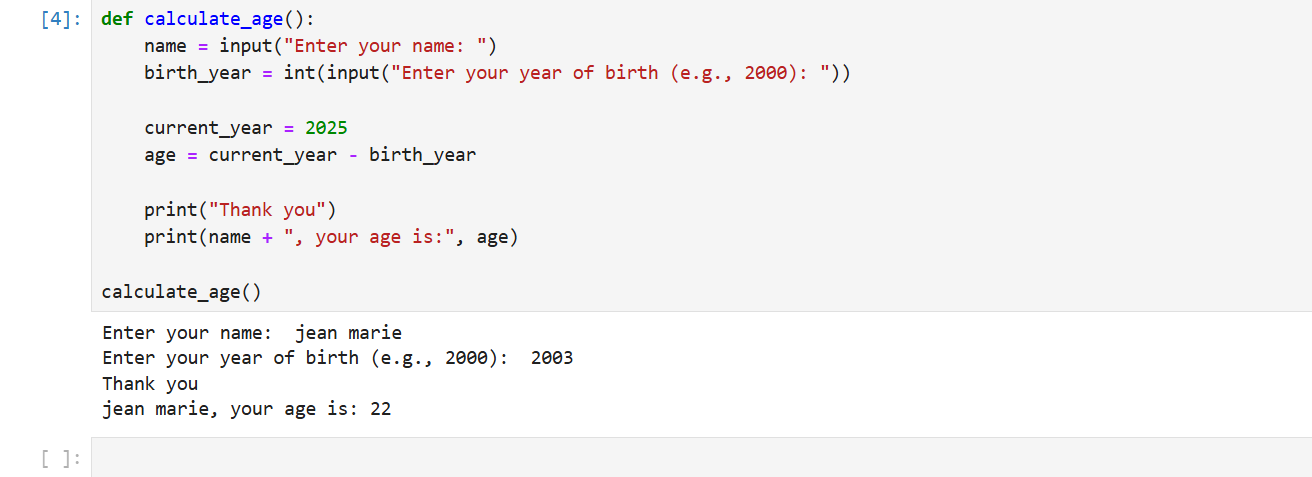 [4]: def calculate_age():
    name = input("Enter your name: ")
    birth_year = int(input("Enter your year of birth (e.g., 2000): "))
    current_year = 2025
    age = current_year - birth_year
    print("Thank you")
    print(name + ", your age is:", age)
calculate_age()
Enter your name:  jean marie
Enter your year of birth (e.g., 2000):  2003
Thank you
jean marie, your age is: 22
[ ]: